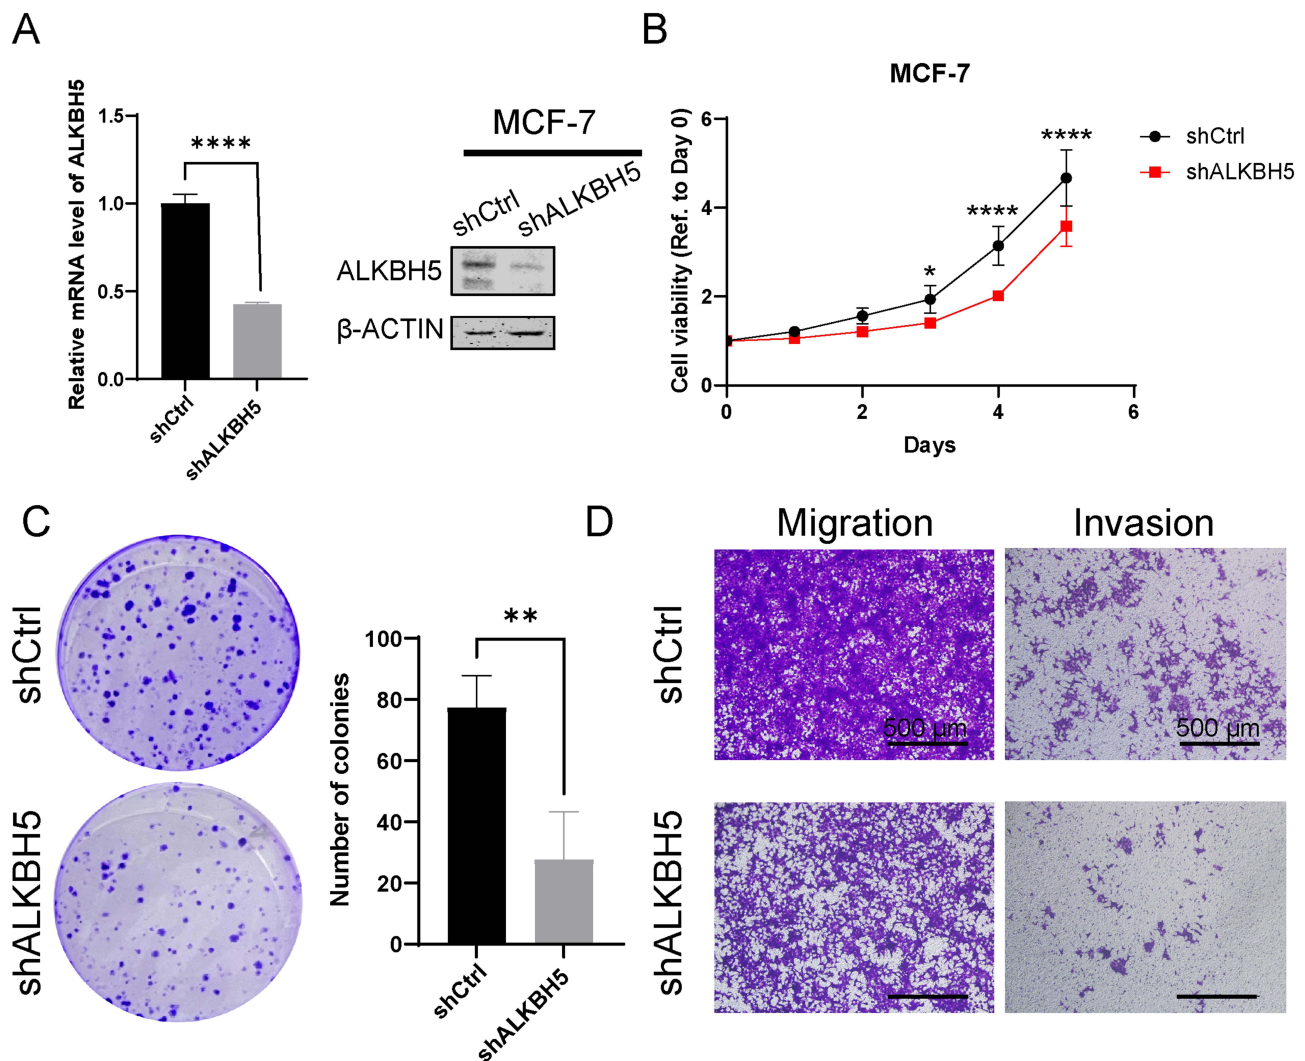 A
Relative mRNA level of ALKBH5
1.5
1.0
0.5
0.0
****
shCtrl
shALKBH5
MCF-7
shCtrl
shALKBH5
ALKBH5
β-ACTIN
B
MCF-7
Cell viability (Ref. to Day 0)
6
4
2
0
0
2
4
6
Days
*
****
****
shCtrl
shALKBH5
C
shCtrl
shALKBH5
Number of colonies
100
80
60
40
20
0
**
shCtrl
shALKBH5
D
Migration
Invasion
shCtrl
500 µm
500 µm
shALKBH5